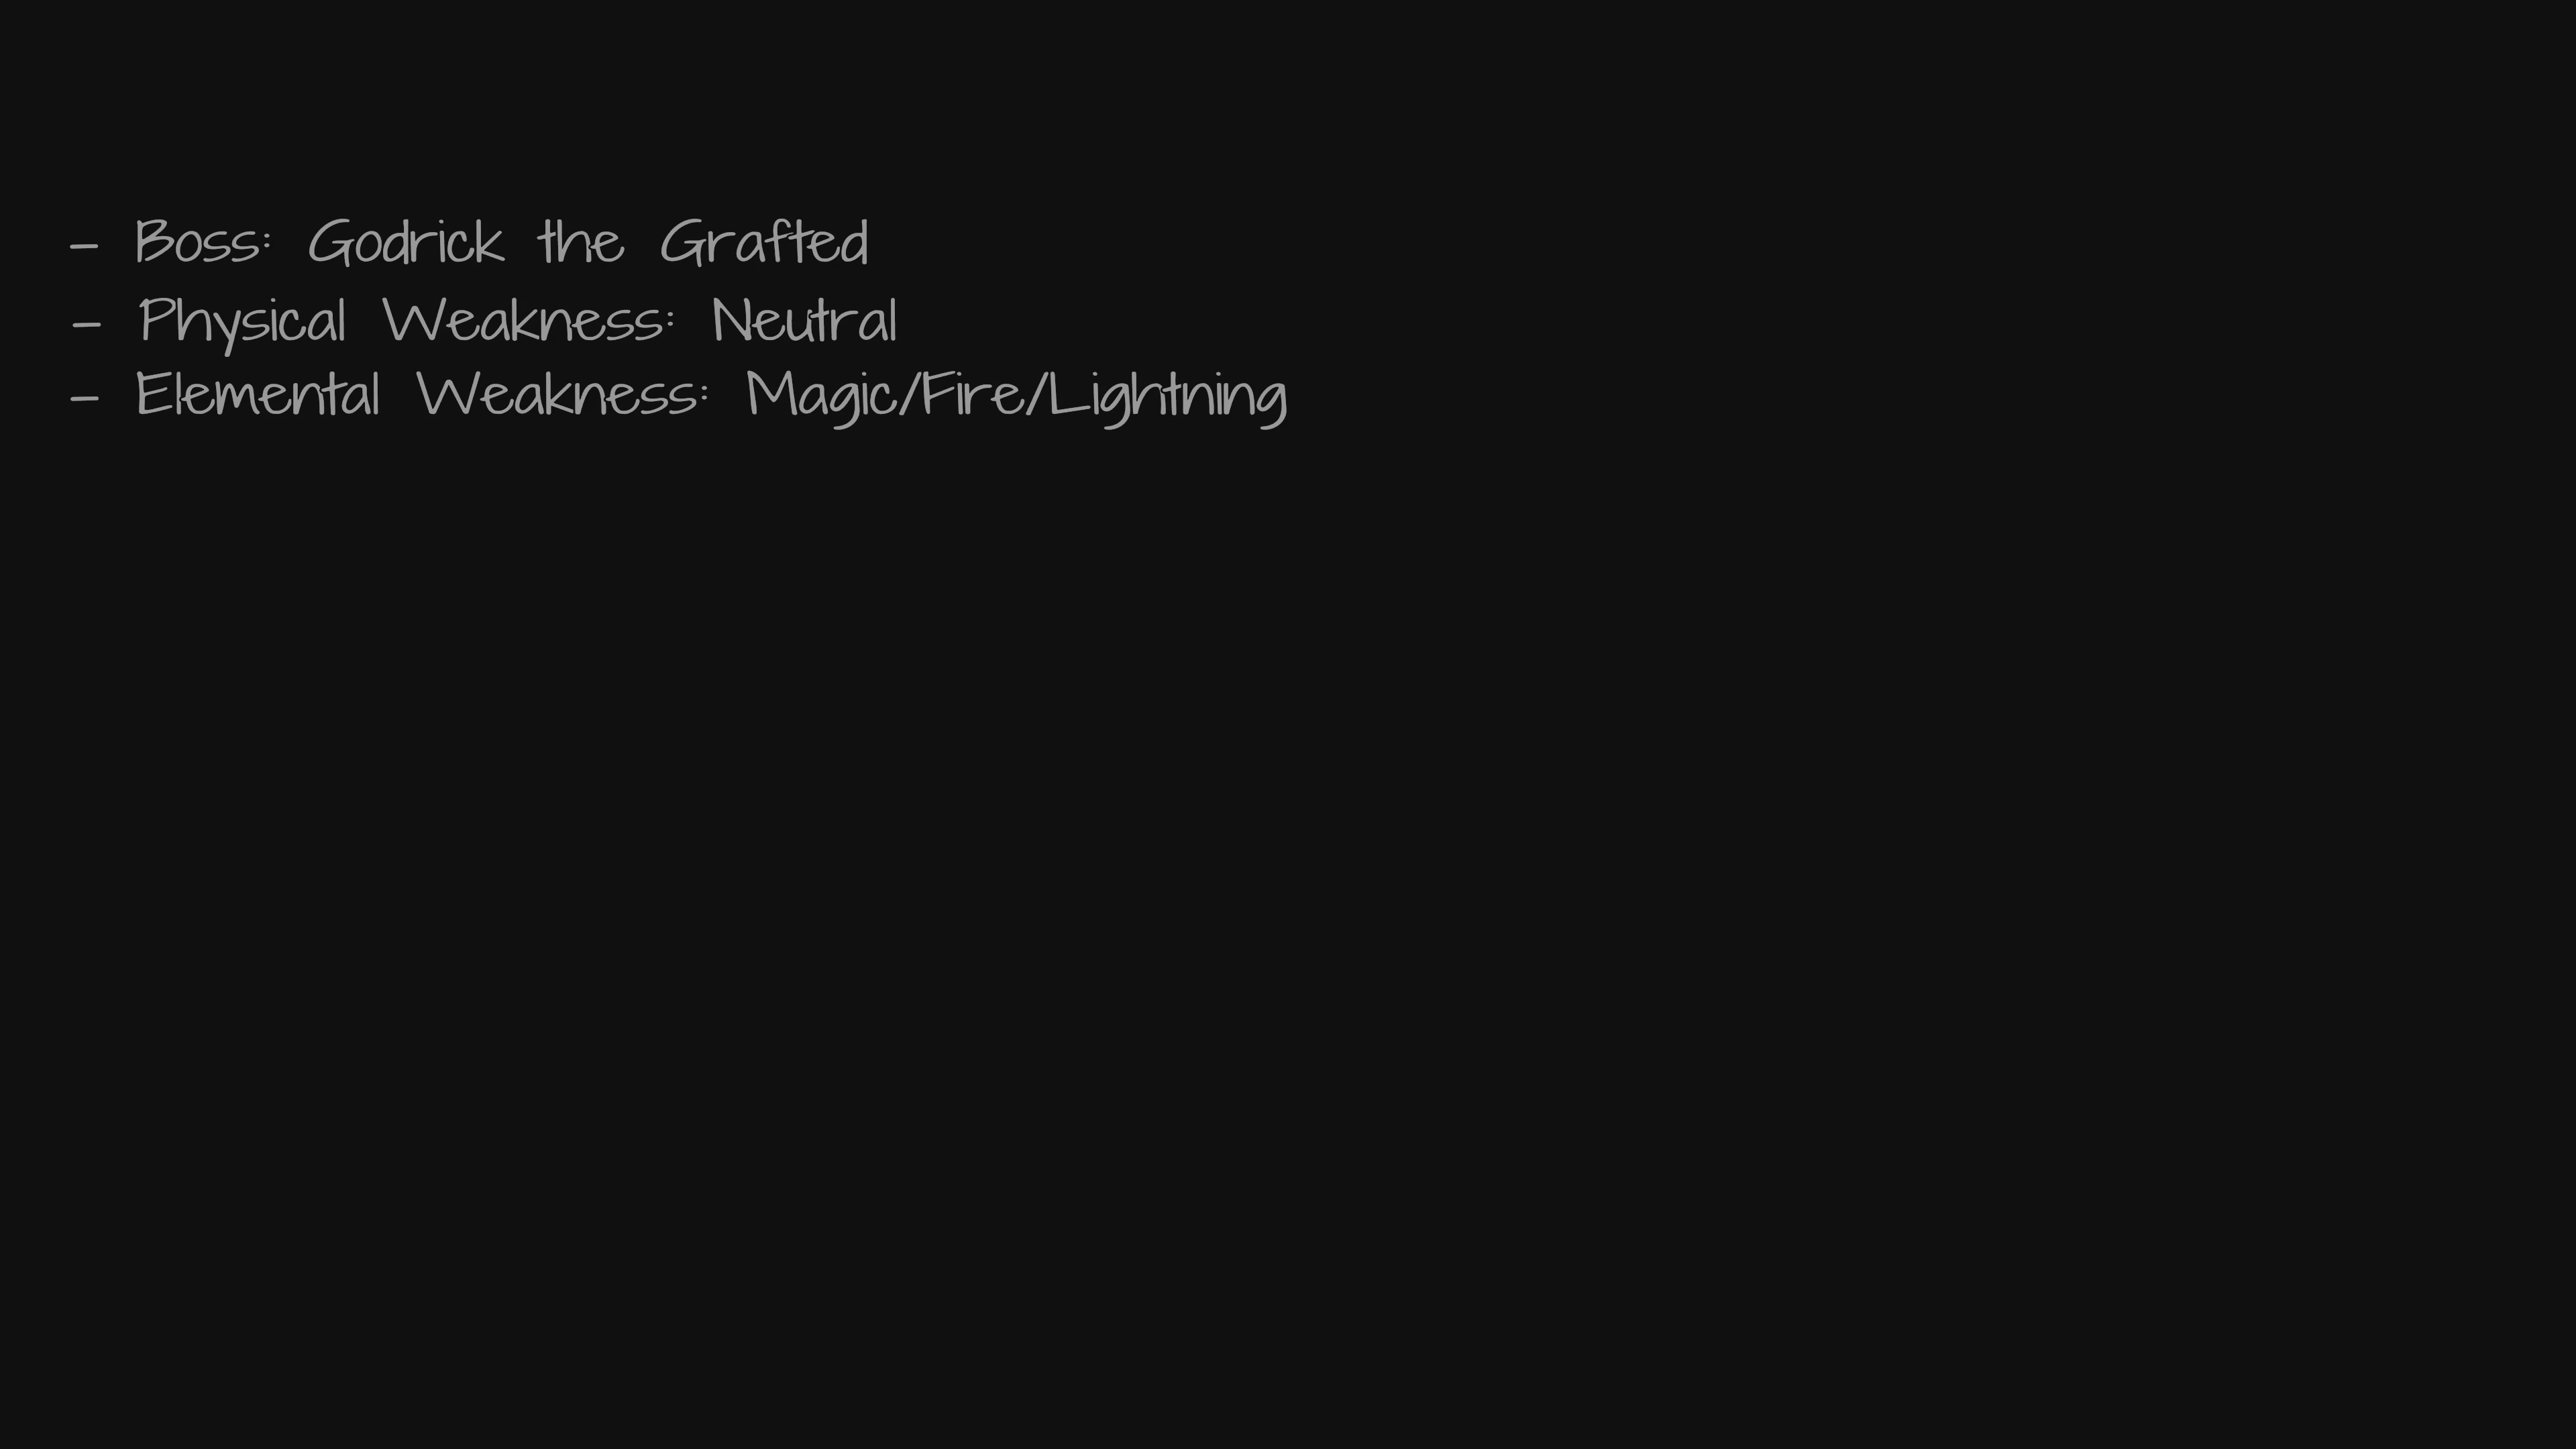 - Boss: Godrick the Grafted
- Physical Weakness: Neutral
- Elemental Weakness: Magic/Fire/Lightning